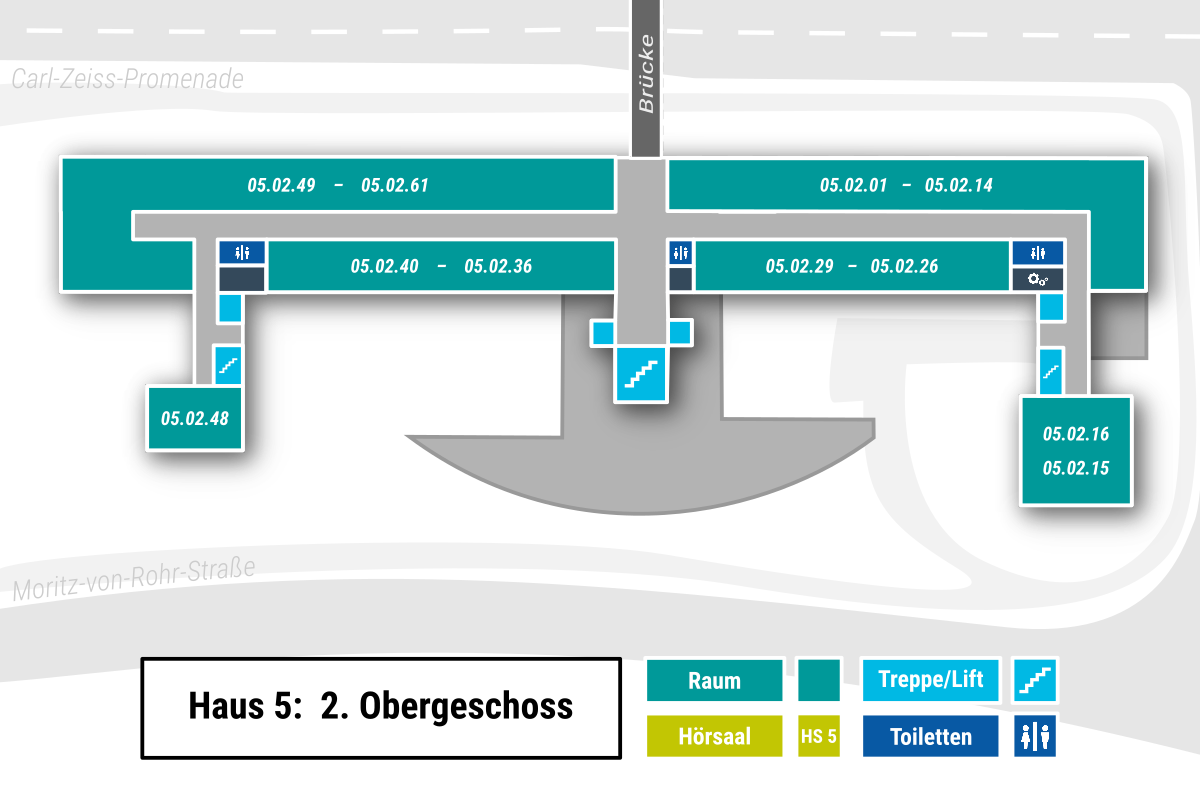 Brücke
Carl-Zeiss-Promenade
05.02.49 – 05.02.61
05.02.01 – 05.02.14
05.02.40 – 05.02.36
05.02.29 – 05.02.26
05.02.48
05.02.16
05.02.15
Moritz-von-Rohr-Straße
Haus 5: 2. Obergeschoss
Raum
Treppe/Lift
Hörsaal
HS 5
Toiletten